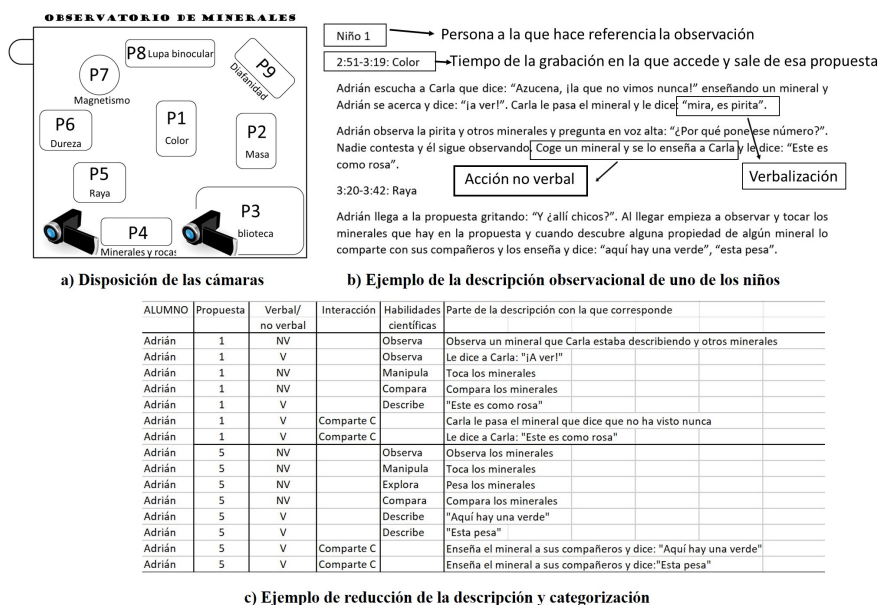 OBSERVATORIO DE MINERALES
P8 Lupa binocular
P9
Diafanidad
P7
Magnetismo
P1
Color
P6
Dureza
P2
Masa
P5
Raya
P3
blioteca
P4
Minerales y rocas
a) Disposición de las cámaras
Niño 1
Persona a la que hace referencia la observación
2:51-3:19: Color
Tiempo de la grabación en la que accede y sale de esa propuesta
Adrián escucha a Carla que dice: “Azucena, ¡la que no vimos nunca!” enseñando un mineral y
Adrián se acerca y dice: “¡a ver!”. Carla le pasa el mineral y le dice: “mira, es pirita”.
Adrián observa la pirita y otros minerales y pregunta en voz alta: “¿Por qué pone ese número?”.
Nadie contesta y él sigue observando. Coge un mineral y se lo enseña a Carla y le dice: “Este es
como rosa”.
Acción no verbal
Verbalización
3:20-3:42: Raya
Adrián llega a la propuesta gritando: “Y ¿allí chicos?”. Al llegar empieza a observar y tocar los
minerales que hay en la propuesta y cuando descubre alguna propiedad de algún mineral lo
comparte con sus compañeros y los enseña y dice: “aquí hay una verde”, “esta pesa”.
b) Ejemplo de la descripción observacional de uno de los niños
ALUMNO Propuesta Verbal/ Interacción Habilidades Parte de la descripción con la que corresponde
no verbal científicas
Adrián 1 NV Observa Observa un mineral que Carla estaba describiendo y otros minerales
Adrián 1 V Observa Le dice a Carla: "¡A ver!"
Adrián 1 NV Manipula Toca los minerales
Adrián 1 NV Compara Compara los minerales
Adrián 1 V Describe "Este es como rosa"
Adrián 1 V Comparte C Carla le pasa el mineral que dice que no ha visto nunca
Adrián 1 V Comparte C Le dice a Carla: "Este es como rosa"
Adrián 5 NV Observa Observa los minerales
Adrián 5 NV Manipula Toca los minerales
Adrián 5 NV Explora Pesa los minerales
Adrián 5 NV Compara Compara los minerales
Adrián 5 V Describe "Aquí hay una verde"
Adrián 5 V Describe "Esta pesa"
Adrián 5 V Comparte C Enseña el mineral a sus compañeros y dice: "Aquí hay una verde"
Adrián 5 V Comparte C Enseña el mineral a sus compañeros y dice:"Esta pesa"
c) Ejemplo de reducción de la descripción y categorización